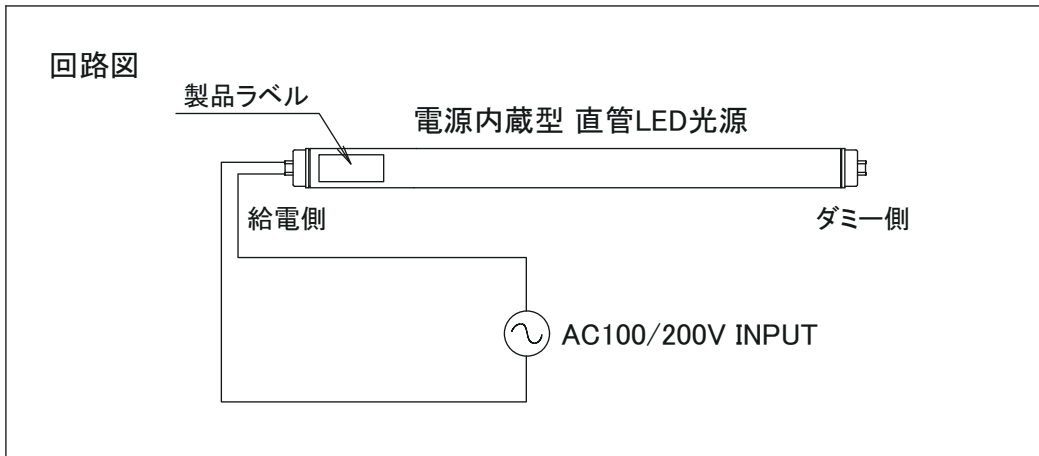 回路図
製品ラベル
電源内蔵型 直管LED光源
給電側
ダミー側
AC100/200V INPUT